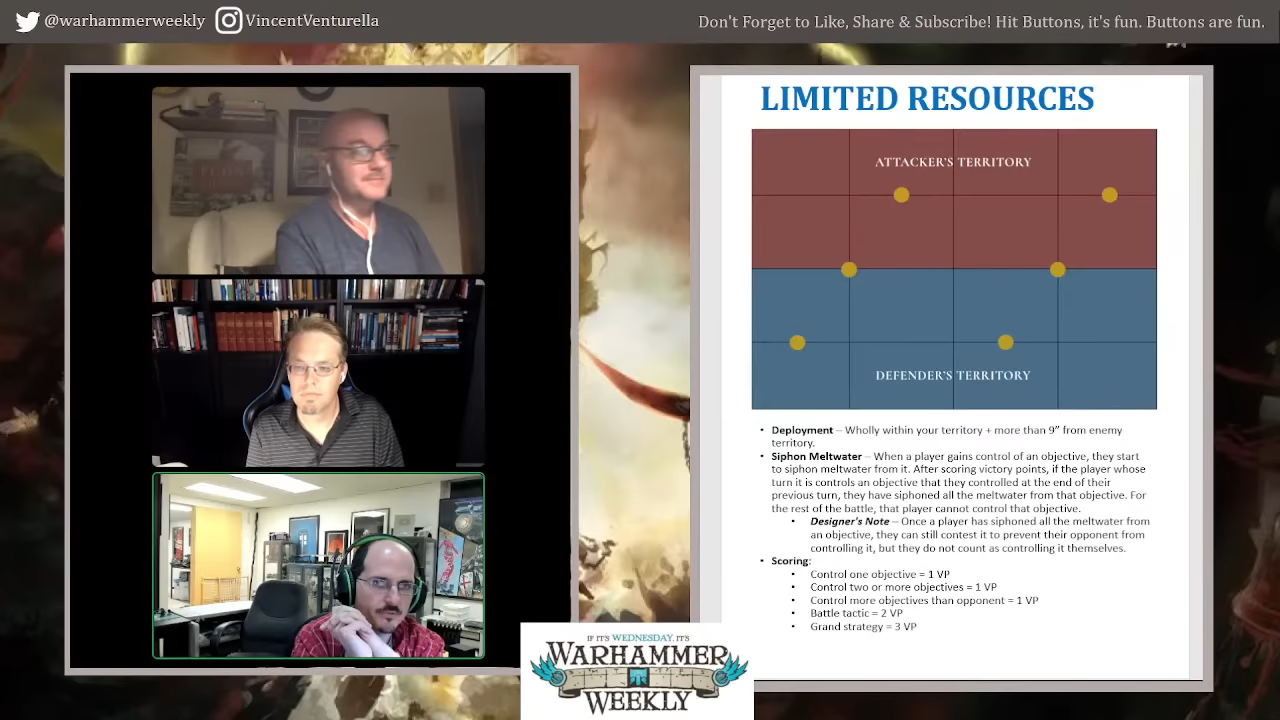 @warhammerweekly VincentVenturella
Don't Forget to Like, Share & Subscribe! Hit Buttons, it's fun. Buttons are fun.
LIMITED RESOURCES
ATTACKER'S TERRITORY
DEFENDER'S TERRITORY
• Deployment – Wholly within your territory + more than 9" from enemy
territory.
• Siphon Meltwater – When a player gains control of an objective, they start
to siphon meltwater from it. After scoring victory points, if the player whose
turn it is controls an objective that they controlled at the end of their
previous turn, they have siphoned all the meltwater from that objective. For
the rest of the battle, that player cannot control that objective.
• Designer's Note – Once a player has siphoned all the meltwater from
an objective, they can still contest it to prevent their opponent from
controlling it, but they do not count as controlling it themselves.
• Scoring:
• Control one objective = 1 VP
• Control two or more objectives = 1 VP
• Control more objectives than opponent = 1 VP
• Battle tactic = 2 VP
• Grand strategy = 3 VP
IF IT'S WEDNESDAY, IT'S
WARHAMMER
WEEKLY